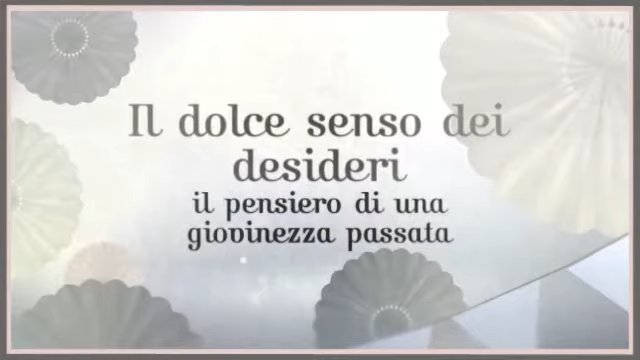 Il dolce senso dei
desideri
il pensiero di una
giovinezza passata